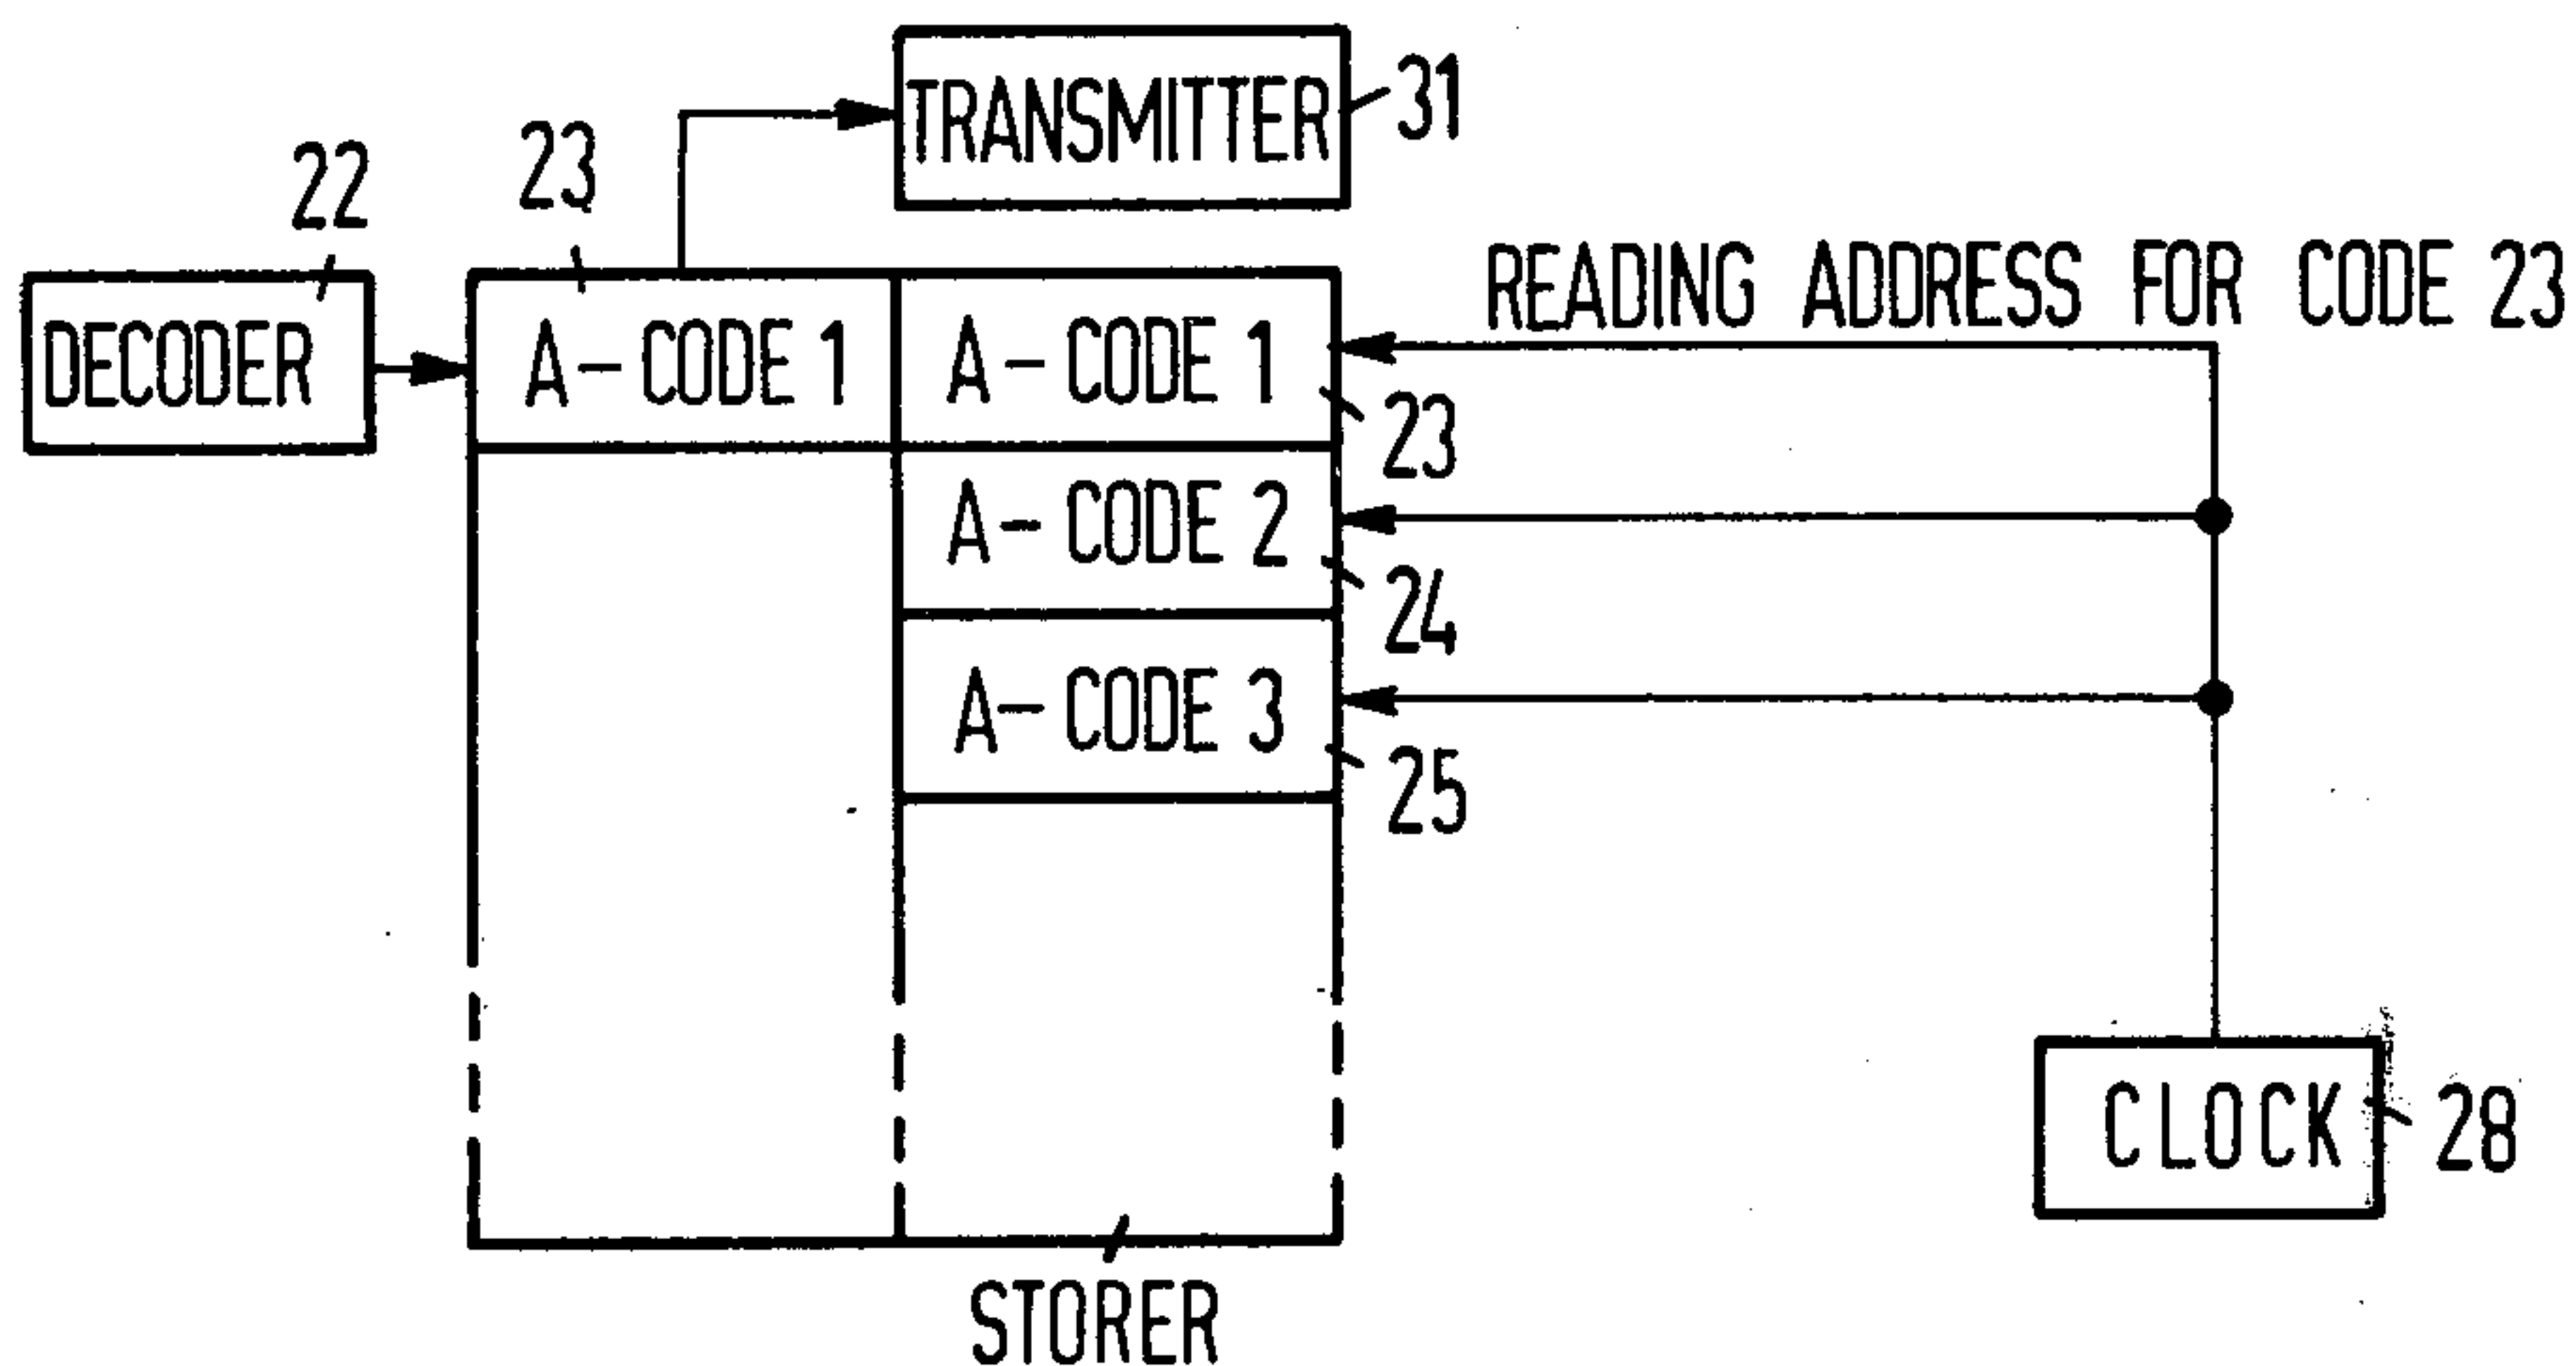 TRANSMITTER
31
22
23
READING ADDRESS FOR CODE 23
DECODER
A-CODE 1
A-CODE 1
23
A-CODE 2
24
A-CODE 3
25
CLOCK
28
STORER